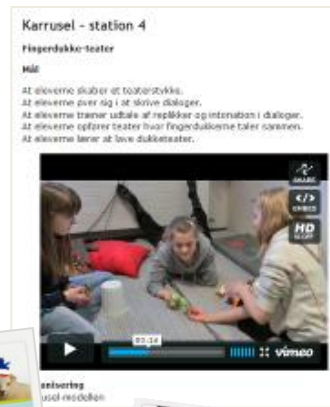 Karrusel - station 4
Fingerdukke-teater
Mål
At eleverne skaber et teaterstykke.
At eleverne øver sig i at skrive dialoger.
At eleverne træner udtale af replikker og intonation i dialoger.
At eleverne opfører teater hvor fingerdukkerne taler sammen.
At eleverne lærer at lave dukketeater.
SHARE
</>
EMBED
HD
03:14
vimeo
anisering
usel-modellen